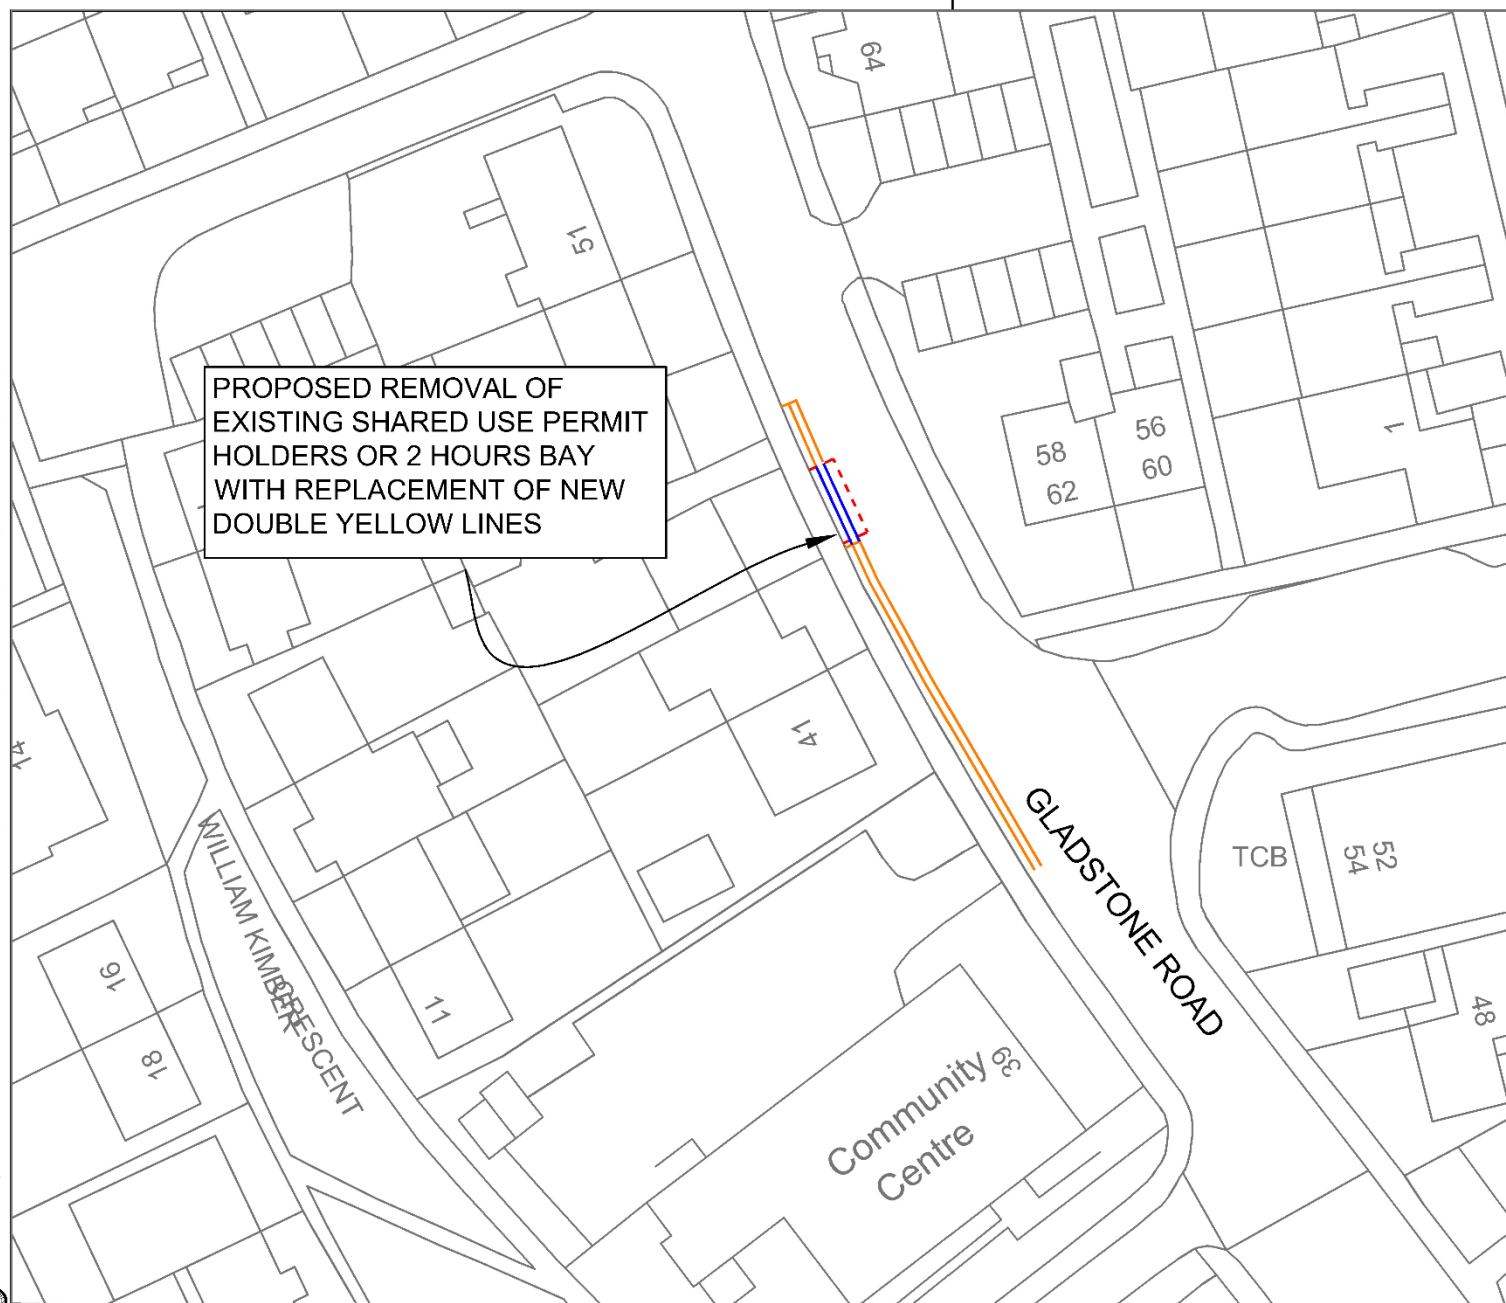 64
51
PROPOSED REMOVAL OF
EXISTING SHARED USE PERMIT
HOLDERS OR 2 HOURS BAY
WITH REPLACEMENT OF NEW
DOUBLE YELLOW LINES
58
62
56
60
1
41
14
GLADSTONE ROAD
TCB
54
52
WILLIAM KIMBER
CRESCENT
16
18
11
39
48
Community
Centre